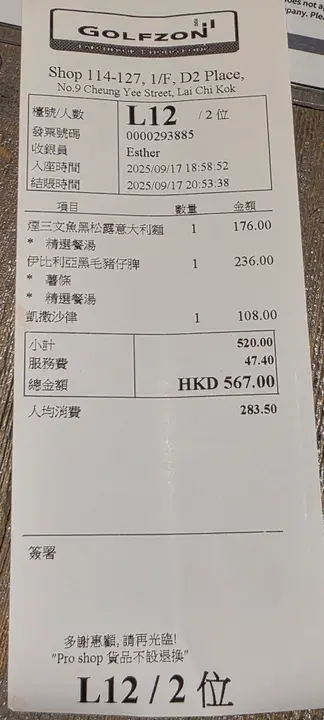 GOLFZON
Shop 114-127, 1/F, D2 Place,
No.9 Cheung Yee Street, Lai Chi Kok
檯號/人數 L12 / 2 位
發票號碼 0000293885
收銀員 Esther
入座時間 2025/09/17 18:58:52
結賬時間 2025/09/17 20:53:38
項目 數量 金額
煙三文魚黑松露意大利麵 1 176.00
* 精選餐湯
伊比利亞黑毛豬仔髀 1 236.00
* 薯條
* 精選餐湯
凱撒沙律 1 108.00
小計 520.00
服務費 47.40
總金額 HKD 567.00
人均消費 283.50
簽署
多謝惠顧, 請再光臨!
"Pro shop 貨品不設退換"
L12 / 2 位
does not ap
pany. Plea